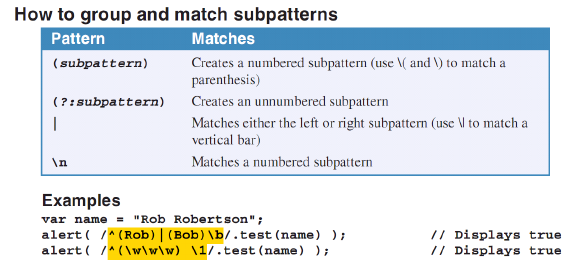 How to group and match subpatterns
Pattern Matches
(subpattern) Creates a numbered subpattern (use \( and \) to match a
parenthesis)
(?:subpattern) Creates an unnumbered subpattern
| Matches either the left or right subpattern (use \| to match a
vertical bar)
\n Matches a numbered subpattern
Examples
var name = "Rob Robertson";
alert( /^(Rob)|(Bob)\b/.test(name) ); // Displays true
alert( /^(\w\w\w) \1/.test(name) ); // Displays true